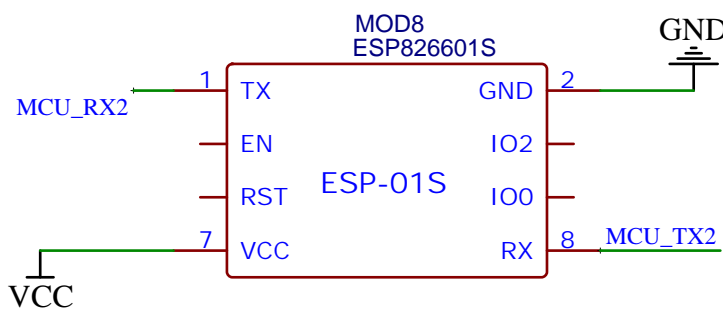 MOD8
ESP826601S
GND
1 TX GND 2
MCU_RX2
EN IO2
ESP-01S
RST IO0
7 VCC RX 8 MCU_TX2
VCC